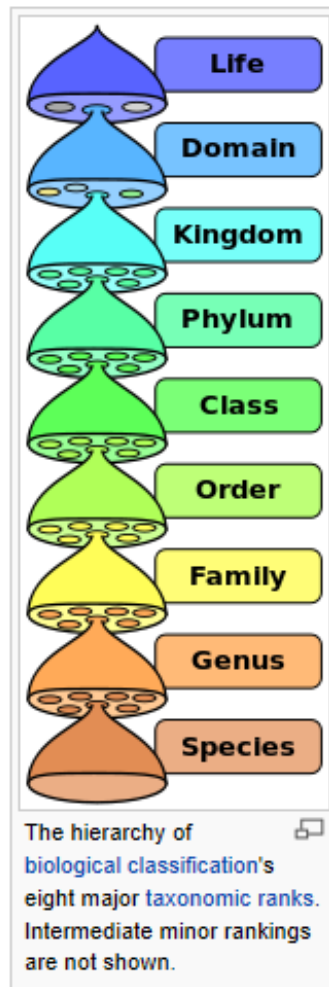 Life
Domain
Kingdom
Phylum
Class
Order
Family
Genus
Species
The hierarchy of
biological classification's
eight major taxonomic ranks.
Intermediate minor rankings
are not shown.